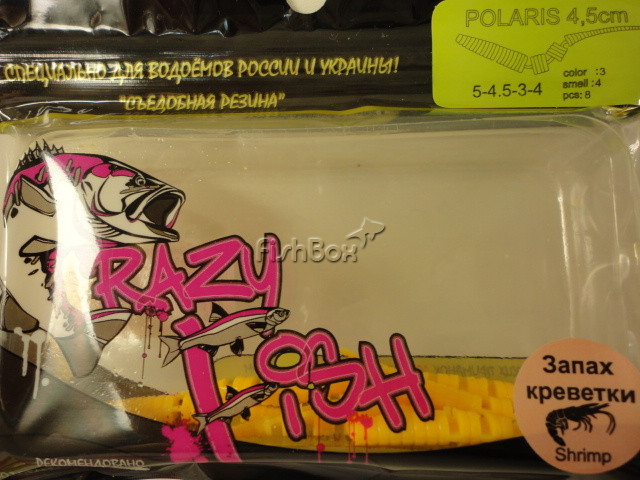 POLARIS 4,5cm
5-4.5-3-4
color :3
smell :4
pcs: 8
СПЕЦИАЛЬНО ДЛЯ ВОДОЁМОВ РОССИИ И УКРАИНЫ!
"СЪЕДОБНАЯ РЕЗИНА"
FishBox
CRAZY
FISH
Запах
креветки
Shrimp
РЕКОМЕНДОВАНО